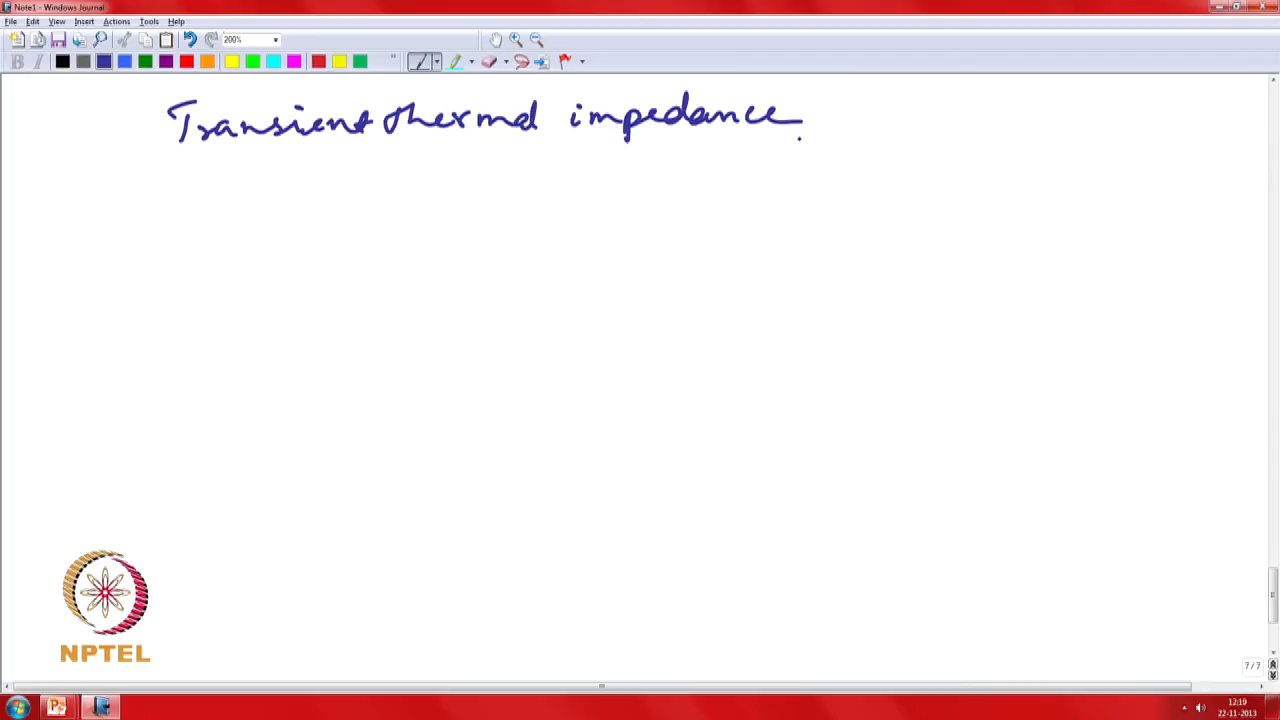 Note1 - Windows Journal
File Edit View Insert Actions Tools Help
200%
B I
Transient thermal impedance.
NPTEL
7/7
12:19
22-11-2013